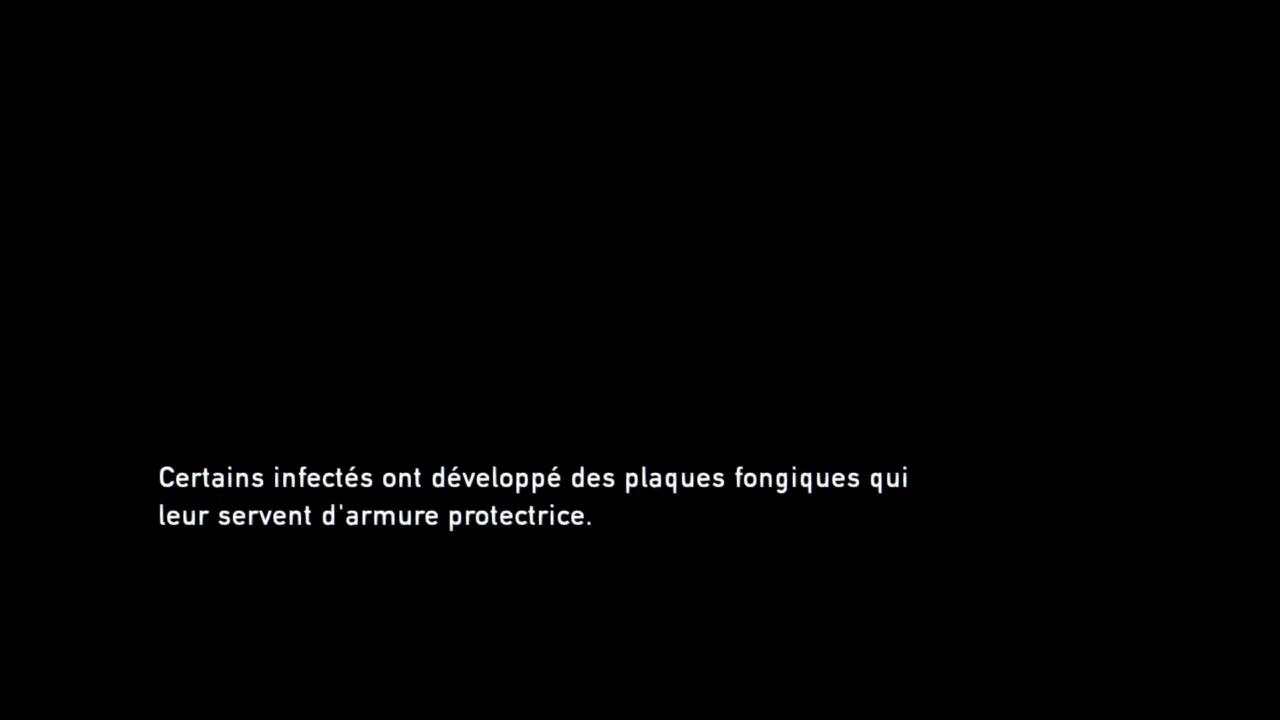 Certains infectés ont développé des plaques fongiques qui
leur servent d'armure protectrice.